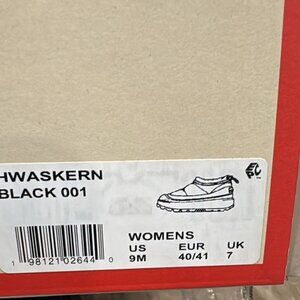 HWASKERN
BLACK 001
WOMENS
US EUR UK
9M 40/41 7
1 98121 02644 0